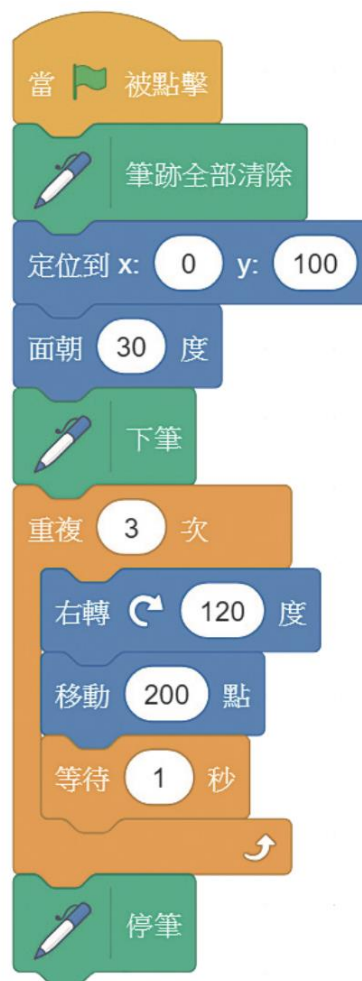 當 被點擊
筆跡全部清除
定位到 x: 0 y: 100
面朝 30 度
下筆
重複 3 次
右轉 120 度
移動 200 點
等待 1 秒
停筆